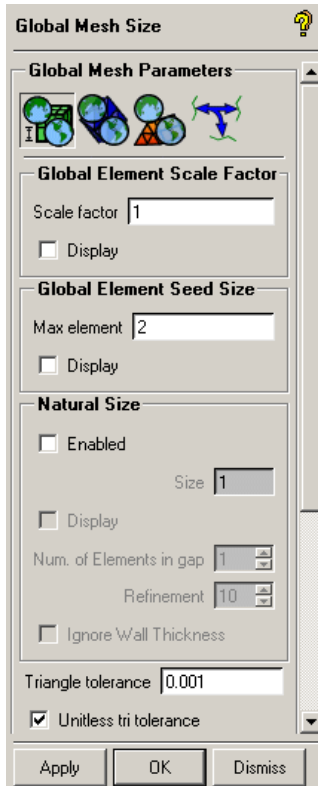 Global Mesh Size
Global Mesh Parameters
Global Element Scale Factor
Scale factor 1
Display
Global Element Seed Size
Max element 2
Display
Natural Size
Enabled
Size 1
Display
Num. of Elements in gap 1
Refinement 10
Ignore Wall Thickness
Triangle tolerance 0.001
Unitless tri tolerance
Apply OK Dismiss